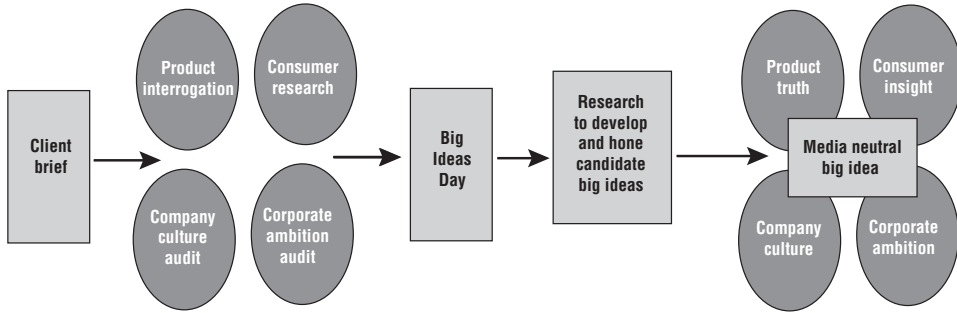 Client
brief
Product
interrogation
Consumer
research
Company
culture
audit
Corporate
ambition
audit
Big
Ideas
Day
Research
to develop
and hone
candidate
big ideas
Product
truth
Consumer
insight
Media neutral
big idea
Company
culture
Corporate
ambition